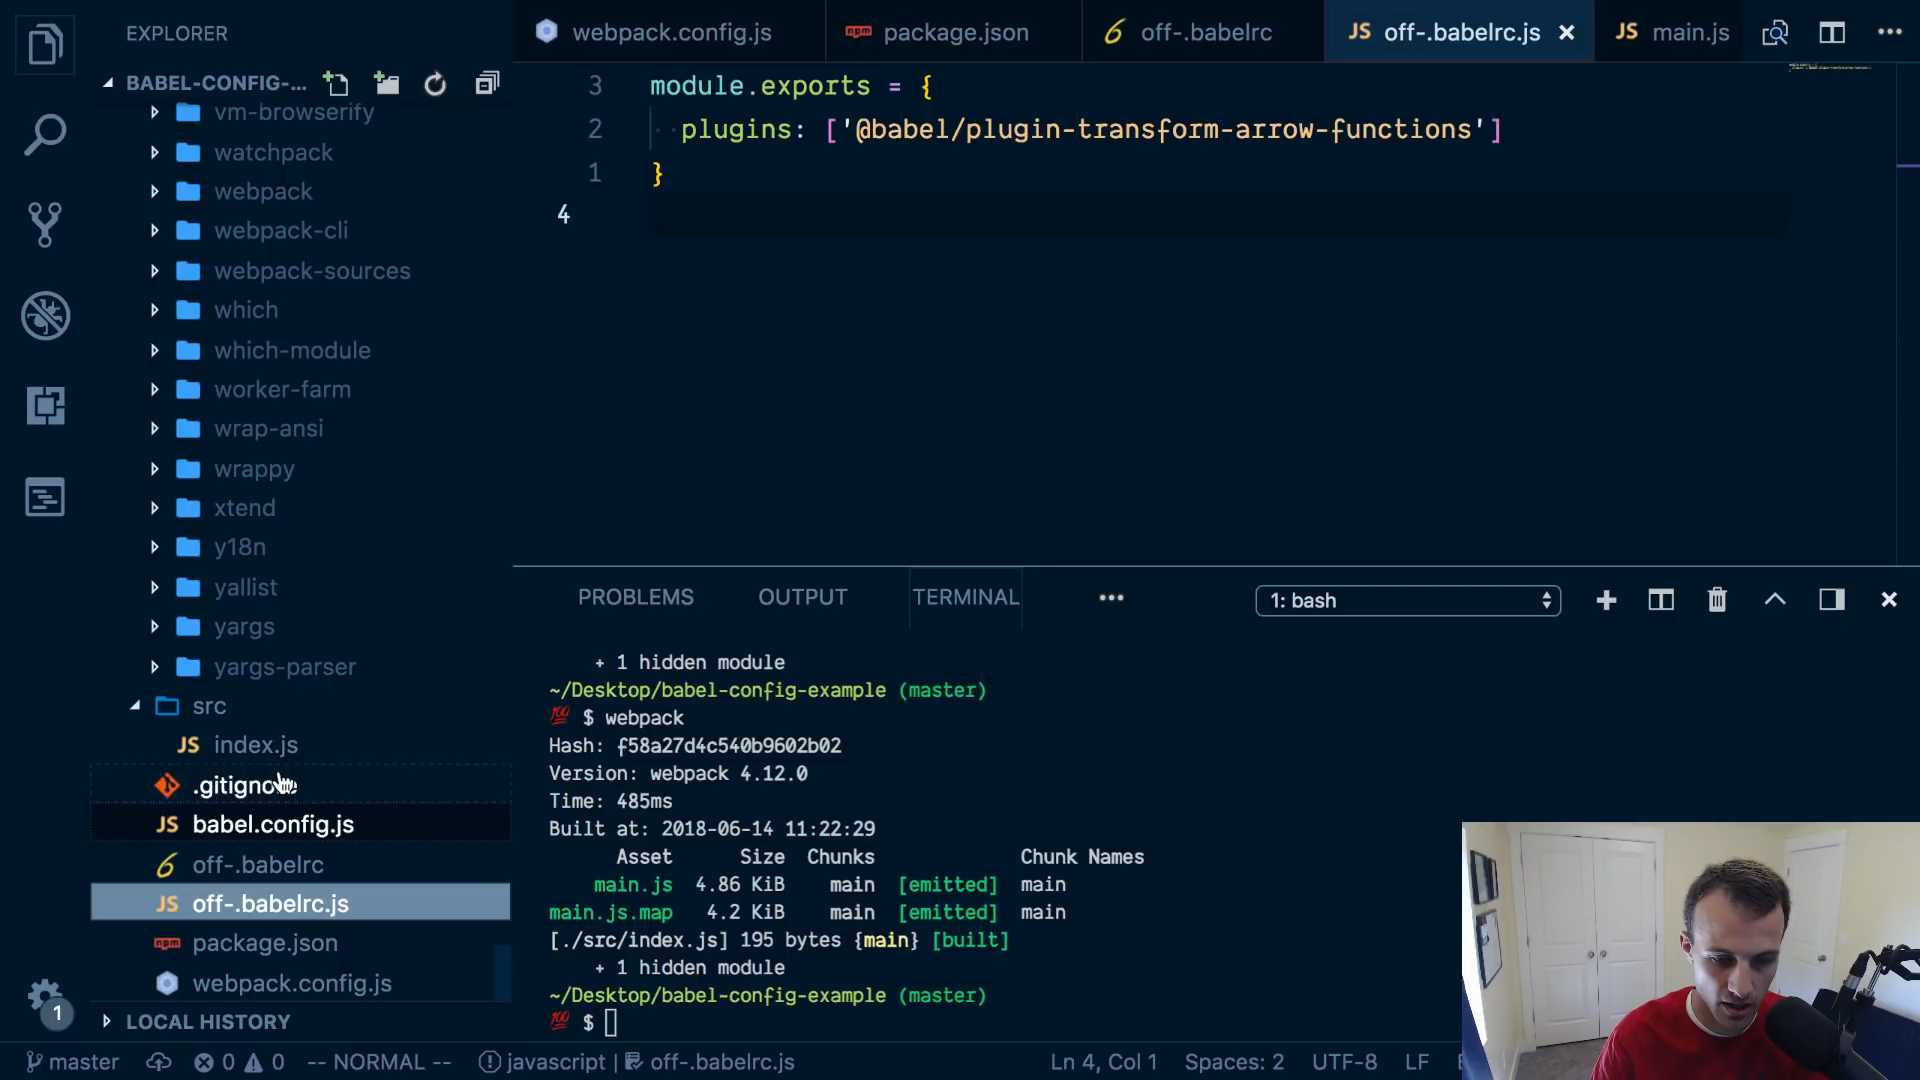 EXPLORER
BABEL-CONFIG-...
vm-browserify
watchpack
webpack
webpack-cli
webpack-sources
which
which-module
worker-farm
wrap-ansi
wrappy
xtend
y18n
yallist
yargs
yargs-parser
src
JS index.js
.gitignore
JS babel.config.js
6 off-.babelrc
JS off-.babelrc.js
npm package.json
webpack.config.js
LOCAL HISTORY
1
webpack.config.js
npm package.json
6 off-.babelrc
JS off-.babelrc.js
JS main.js
3 module.exports = {
2 plugins: ['@babel/plugin-transform-arrow-functions']
1 }
4
PROBLEMS OUTPUT TERMINAL 1: bash
+ 1 hidden module
~/Desktop/babel-config-example (master)
💯 $ webpack
Hash: f58a27d4c540b9602b02
Version: webpack 4.12.0
Time: 485ms
Built at: 2018-06-14 11:22:29
Asset Size Chunks Chunk Names
main.js 4.86 KiB main [emitted] main
main.js.map 4.2 KiB main [emitted] main
[./src/index.js] 195 bytes {main} [built]
+ 1 hidden module
~/Desktop/babel-config-example (master)
💯 $
master 0 0 -- NORMAL -- javascript | off-.babelrc.js Ln 4, Col 1 Spaces: 2 UTF-8 LF